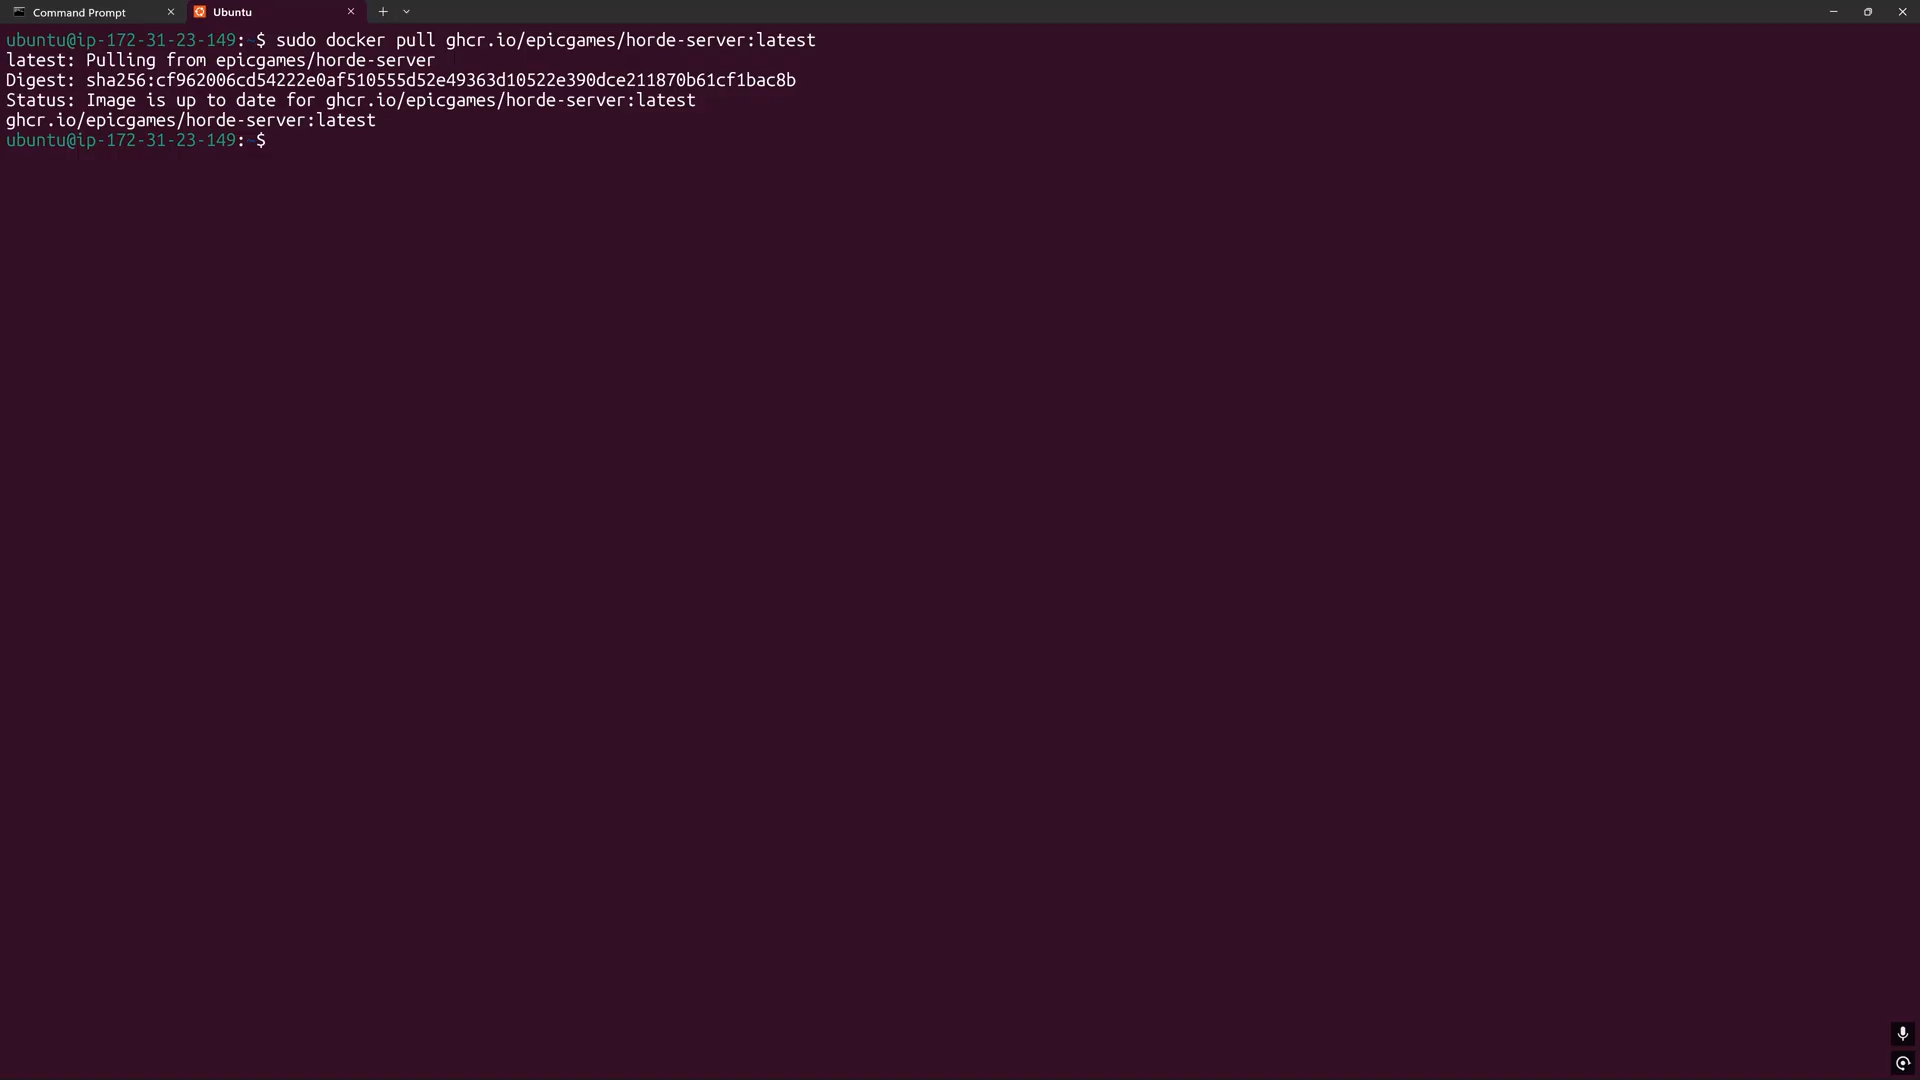 Command Prompt
Ubuntu
ubuntu@ip-172-31-23-149:~$ sudo docker pull ghcr.io/epicgames/horde-server:latest
latest: Pulling from epicgames/horde-server
Digest: sha256:cf962006cd54222e0af510555d52e49363d10522e390dce211870b61cf1bac8b
Status: Image is up to date for ghcr.io/epicgames/horde-server:latest
ghcr.io/epicgames/horde-server:latest
ubuntu@ip-172-31-23-149:~$